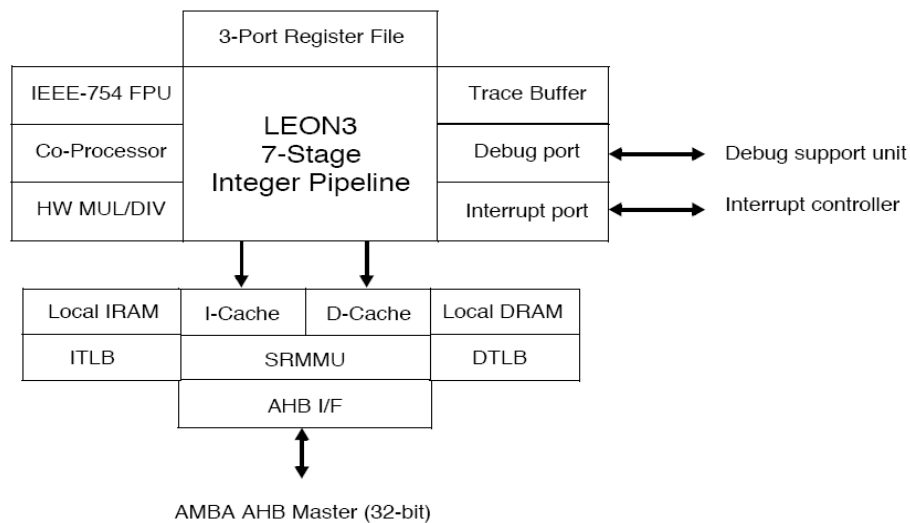 3-Port Register File
IEEE-754 FPU
Co-Processor
HW MUL/DIV
LEON3
7-Stage
Integer Pipeline
Trace Buffer
Debug port
Interrupt port
Debug support unit
Interrupt controller
Local IRAM
I-Cache
D-Cache
Local DRAM
ITLB
SRMMU
DTLB
AHB I/F
AMBA AHB Master (32-bit)